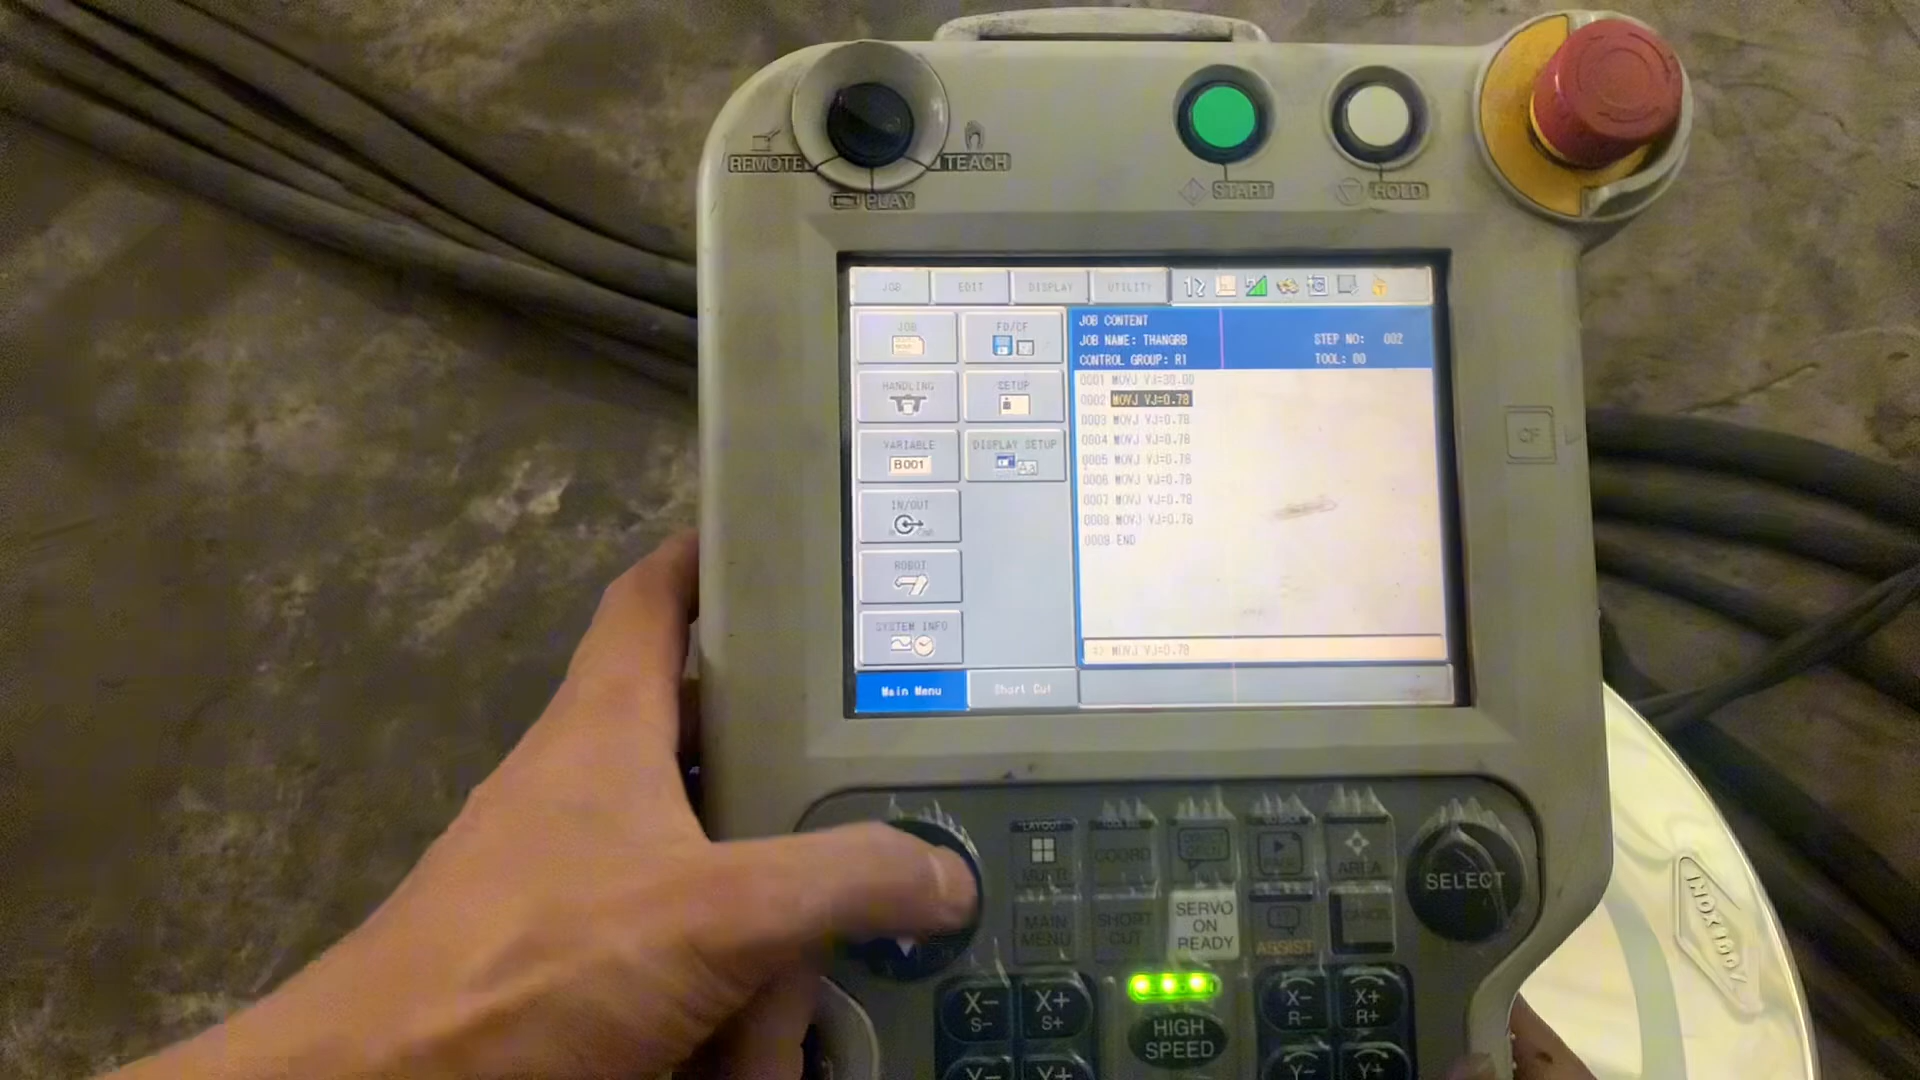 REMOTE
TEACH
PLAY
START
HOLD
JOB EDIT DISPLAY UTILITY
JOB
FD/CF
HANDLING
SETUP
VARIABLE
B001
DISPLAY SETUP
IN/OUT
ROBOT
SYSTEM INFO
Main Menu
Short Cut
JOB CONTENT
JOB NAME: THANGRB STEP NO: 002
CONTROL GROUP: R1 TOOL: 00
0001 MOVJ VJ=30.00
0002 MOVJ VJ=0.78
0003 MOVJ VJ=0.78
0004 MOVJ VJ=0.78
0005 MOVJ VJ=0.78
0006 MOVJ VJ=0.78
0007 MOVJ VJ=0.78
0008 MOVJ VJ=0.78
0009 END
=> MOVJ VJ=0.78
CF
LAYOUT
MULTI
COORD
AREA
SELECT
MAIN
MENU
SHORT
CUT
SERVO
ON
READY
ASSIST
CANCEL
X-
S-
X+
S+
HIGH
SPEED
X-
R-
X+
R+
Y-
Y+
Y-
Y+